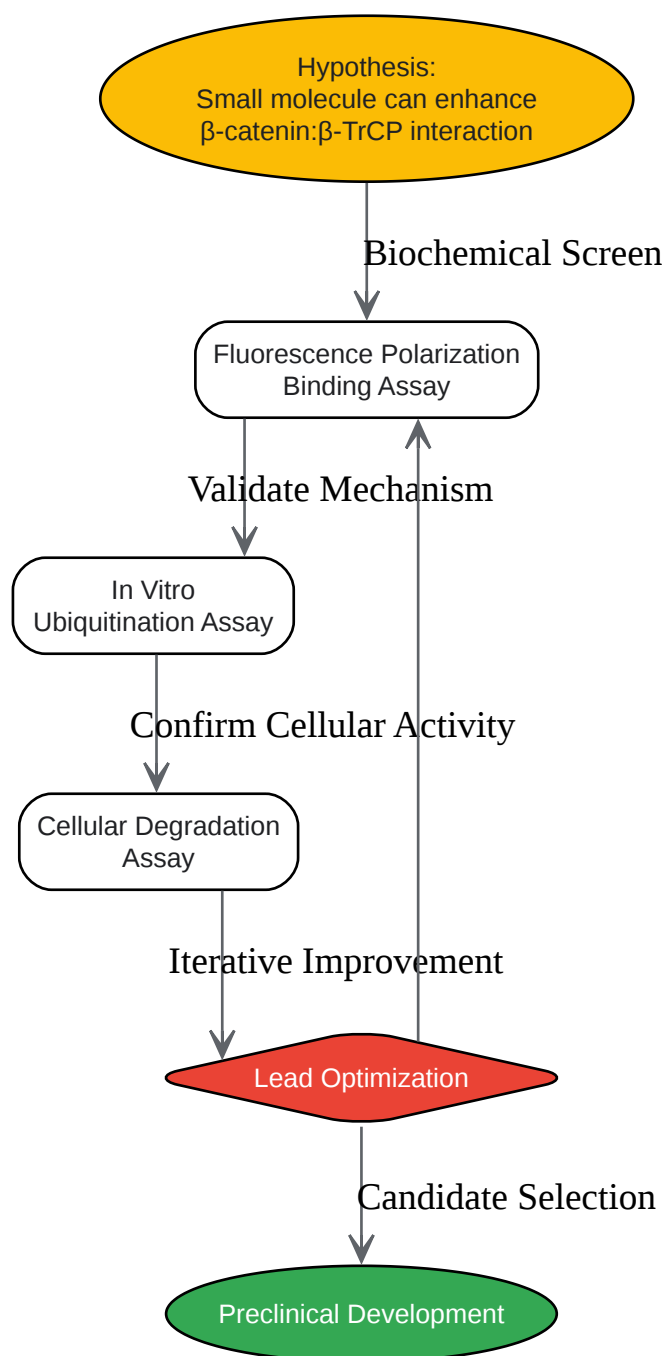 Hypothesis:
Small molecule can enhance
β-catenin:β-TrCP interaction
Biochemical Screen
Fluorescence Polarization
Binding Assay
Validate Mechanism
In Vitro
Ubiquitination Assay
Confirm Cellular Activity
Cellular Degradation
Assay
Iterative Improvement
Lead Optimization
Candidate Selection
Preclinical Development